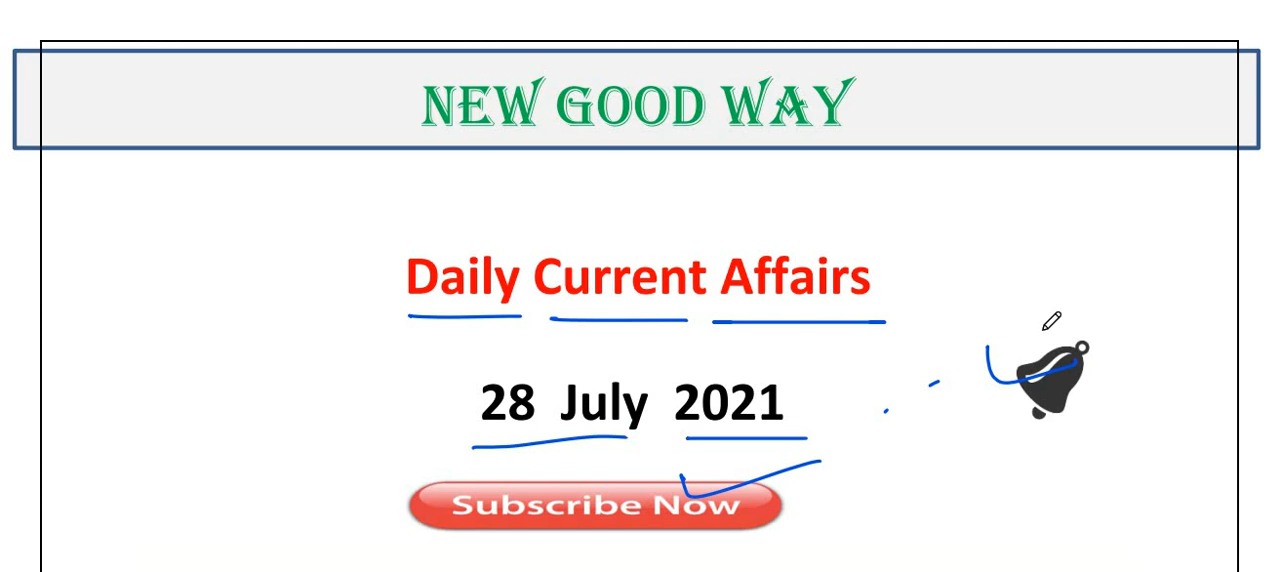 NEW GOOD WAY
Daily Current Affairs
28 July 2021
Subscribe Now